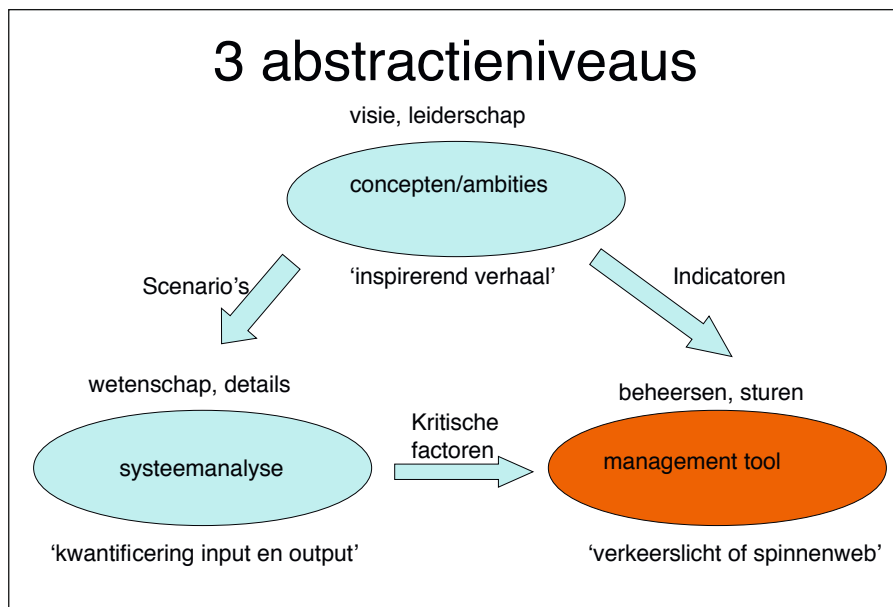 3 abstractieniveaus
visie, leiderschap
concepten/ambities
‘inspirerend verhaal’
Scenario’s
Indicatoren
wetenschap, details
beheersen, sturen
Kritische
factoren
systeemanalyse
management tool
‘kwantificering input en output’
‘verkeerslicht of spinnenweb’